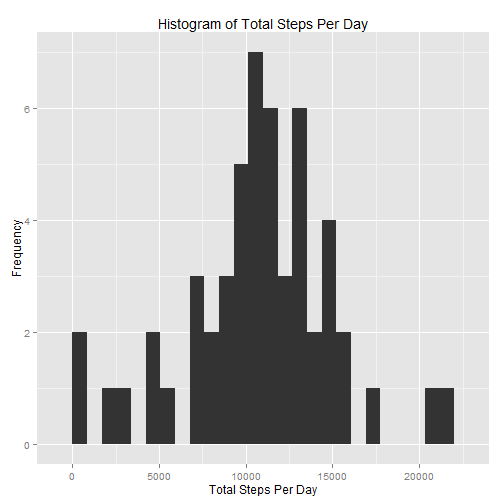 Histogram of Total Steps Per Day
Frequency
6
4
2
0
0 5000 10000 15000 20000
Total Steps Per Day